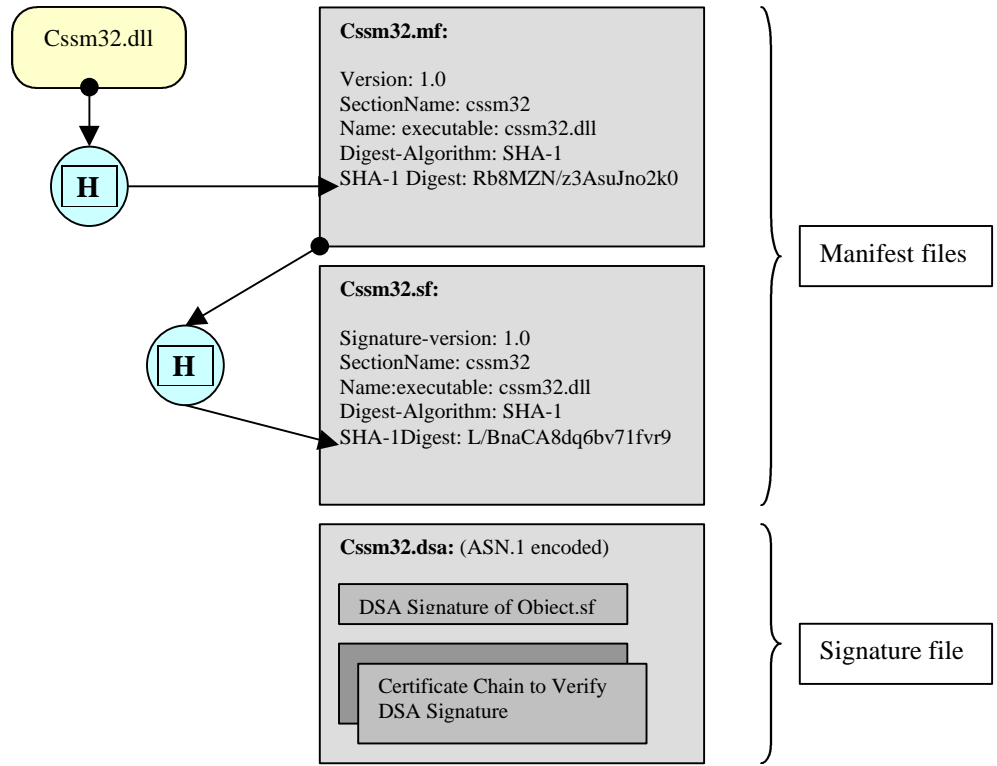 Cssm32.dll
H
Cssm32.mf:
Version: 1.0
SectionName: cssm32
Name: executable: cssm32.dll
Digest-Algorithm: SHA-1
SHA-1 Digest: Rb8MZN/z3AsuJno2k0
Manifest files
H
Cssm32.sf:
Signature-version: 1.0
SectionName: cssm32
Name:executable: cssm32.dll
Digest-Algorithm: SHA-1
SHA-1Digest: L/BnaCA8dq6bv71fvr9
Cssm32.dsa: (ASN.1 encoded)
DSA Signature of Object.sf
Certificate Chain to Verify
DSA Signature
Signature file